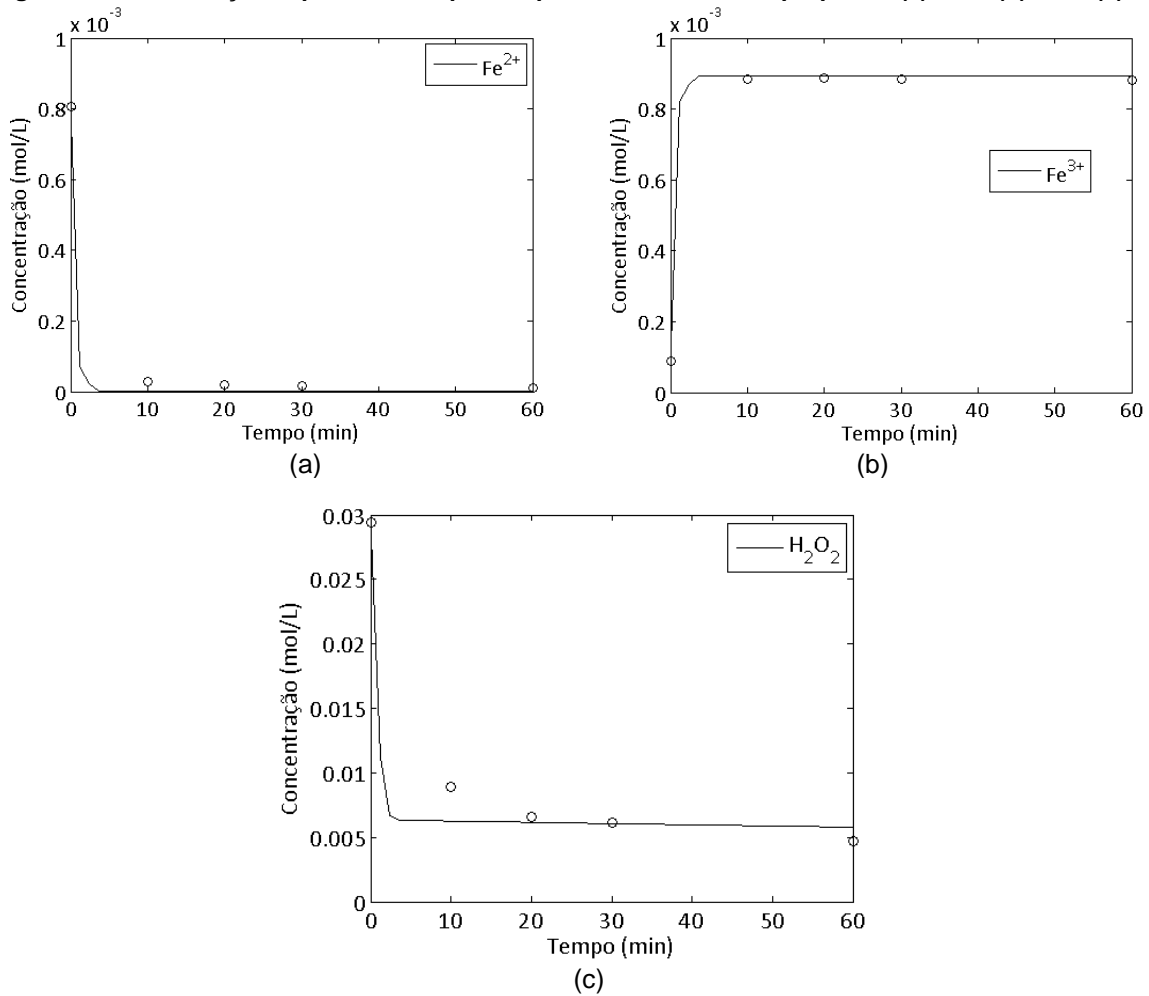 x 10⁻³
1
0.8
0.6
0.4
0.2
0
Concentração (mol/L)
Fe²⁺
0 10 20 30 40 50 60
Tempo (min)
(a)
x 10⁻³
1
0.8
0.6
0.4
0.2
0
Concentração (mol/L)
Fe³⁺
0 10 20 30 40 50 60
Tempo (min)
(b)
0.03
0.025
0.02
0.015
0.01
0.005
0
Concentração (mol/L)
H₂O₂
0 10 20 30 40 50 60
Tempo (min)
(c)